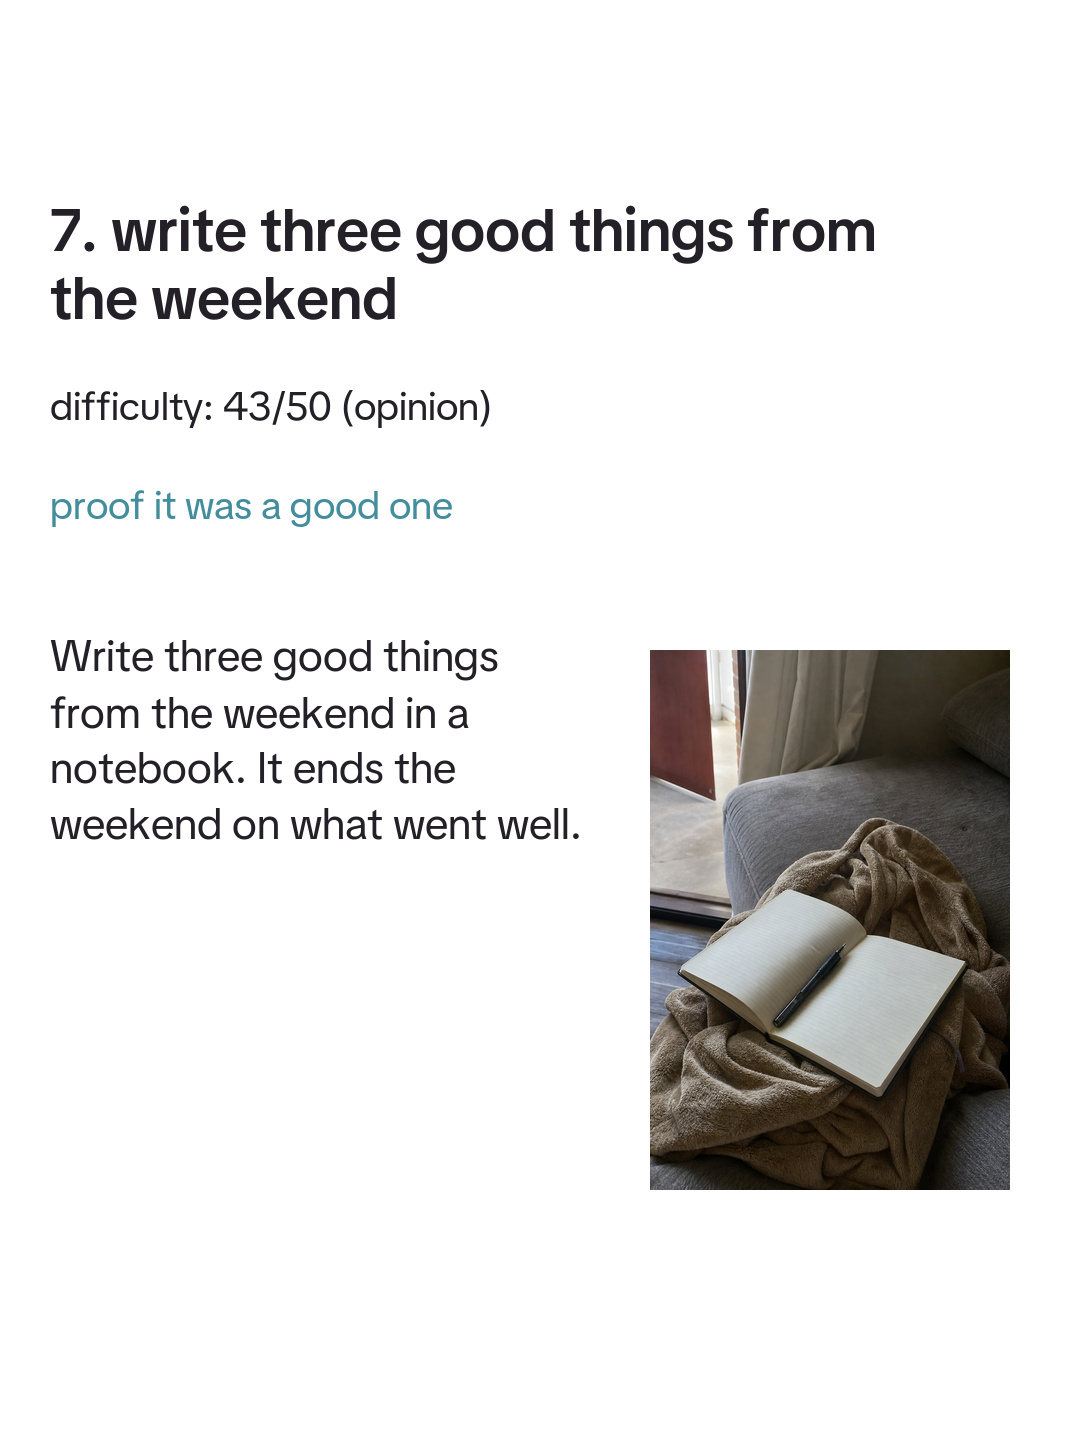 7. write three good things from
the weekend
difficulty: 43/50 (opinion)
proof it was a good one
Write three good things
from the weekend in a
notebook. It ends the
weekend on what went well.